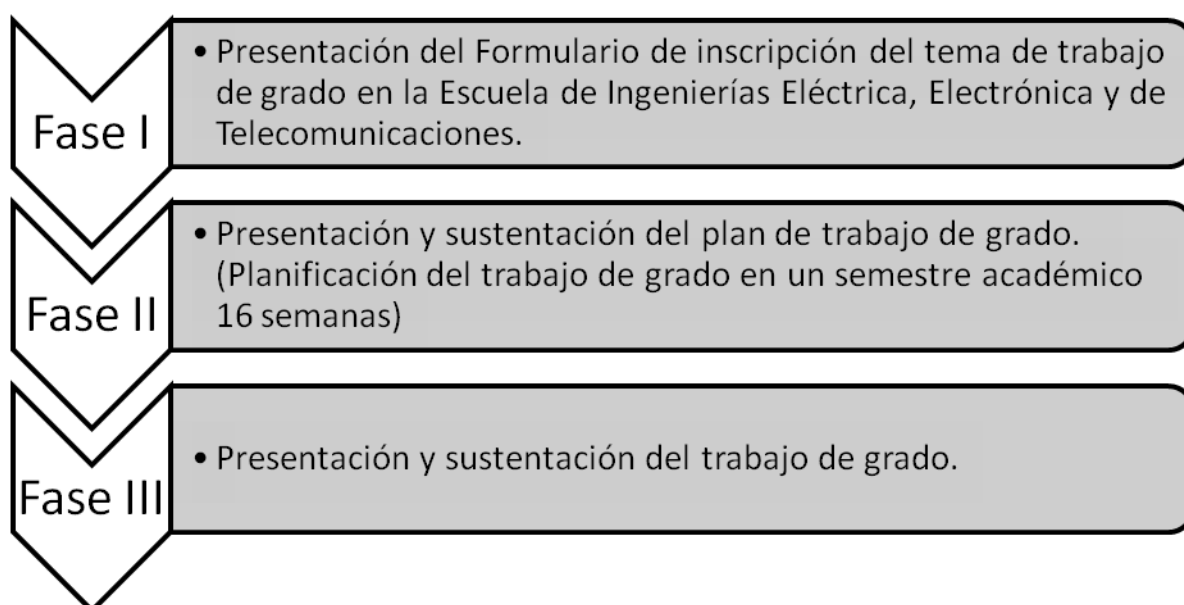 Fase I
• Presentación del Formulario de inscripción del tema de trabajo
de grado en la Escuela de Ingenierías Eléctrica, Electrónica y de
Telecomunicaciones.
Fase II
• Presentación y sustentación del plan de trabajo de grado.
(Planificación del trabajo de grado en un semestre académico
16 semanas)
Fase III
• Presentación y sustentación del trabajo de grado.